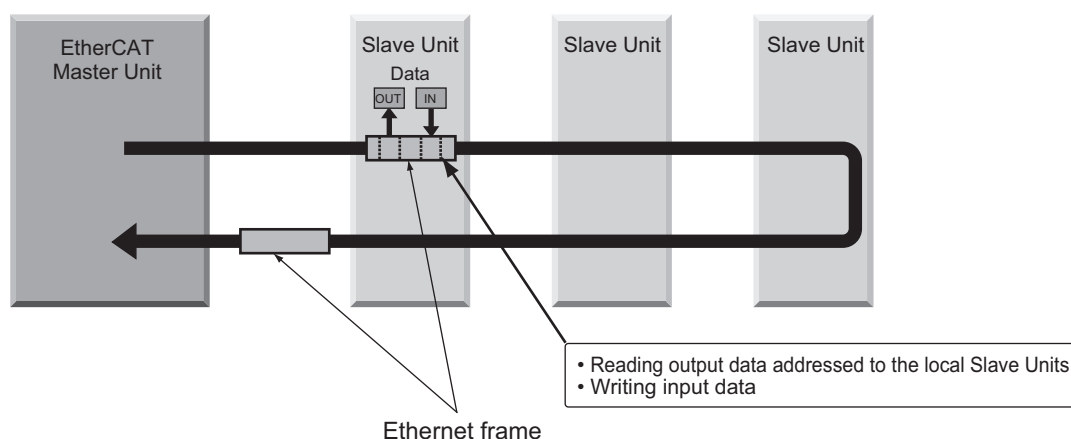 EtherCAT
Master Unit
Slave Unit
Data
OUT
IN
Slave Unit
Slave Unit
• Reading output data addressed to the local Slave Units
• Writing input data
Ethernet frame